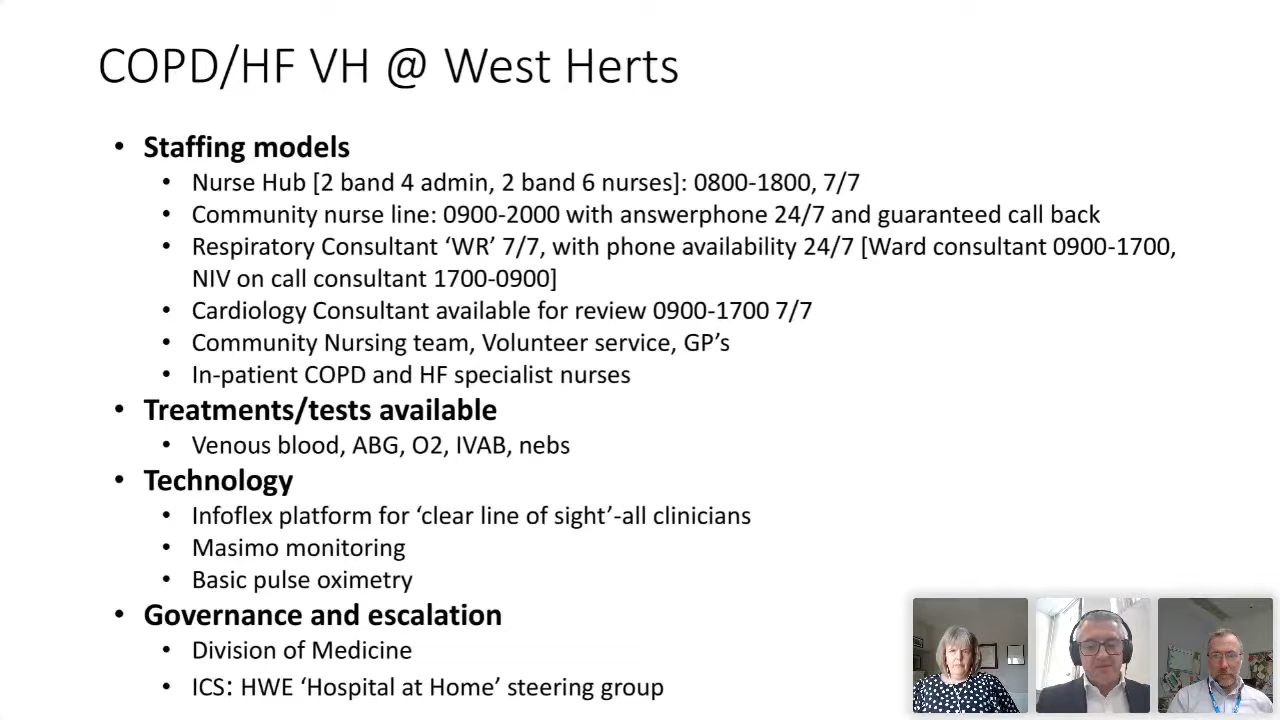 COPD/HF VH @ West Herts
• Staffing models
• Nurse Hub [2 band 4 admin, 2 band 6 nurses]: 0800-1800, 7/7
• Community nurse line: 0900-2000 with answerphone 24/7 and guaranteed call back
• Respiratory Consultant ‘WR’ 7/7, with phone availability 24/7 [Ward consultant 0900-1700,
NIV on call consultant 1700-0900]
• Cardiology Consultant available for review 0900-1700 7/7
• Community Nursing team, Volunteer service, GP’s
• In-patient COPD and HF specialist nurses
• Treatments/tests available
• Venous blood, ABG, O2, IVAB, nebs
• Technology
• Infoflex platform for ‘clear line of sight’-all clinicians
• Masimo monitoring
• Basic pulse oximetry
• Governance and escalation
• Division of Medicine
• ICS: HWE ‘Hospital at Home’ steering group